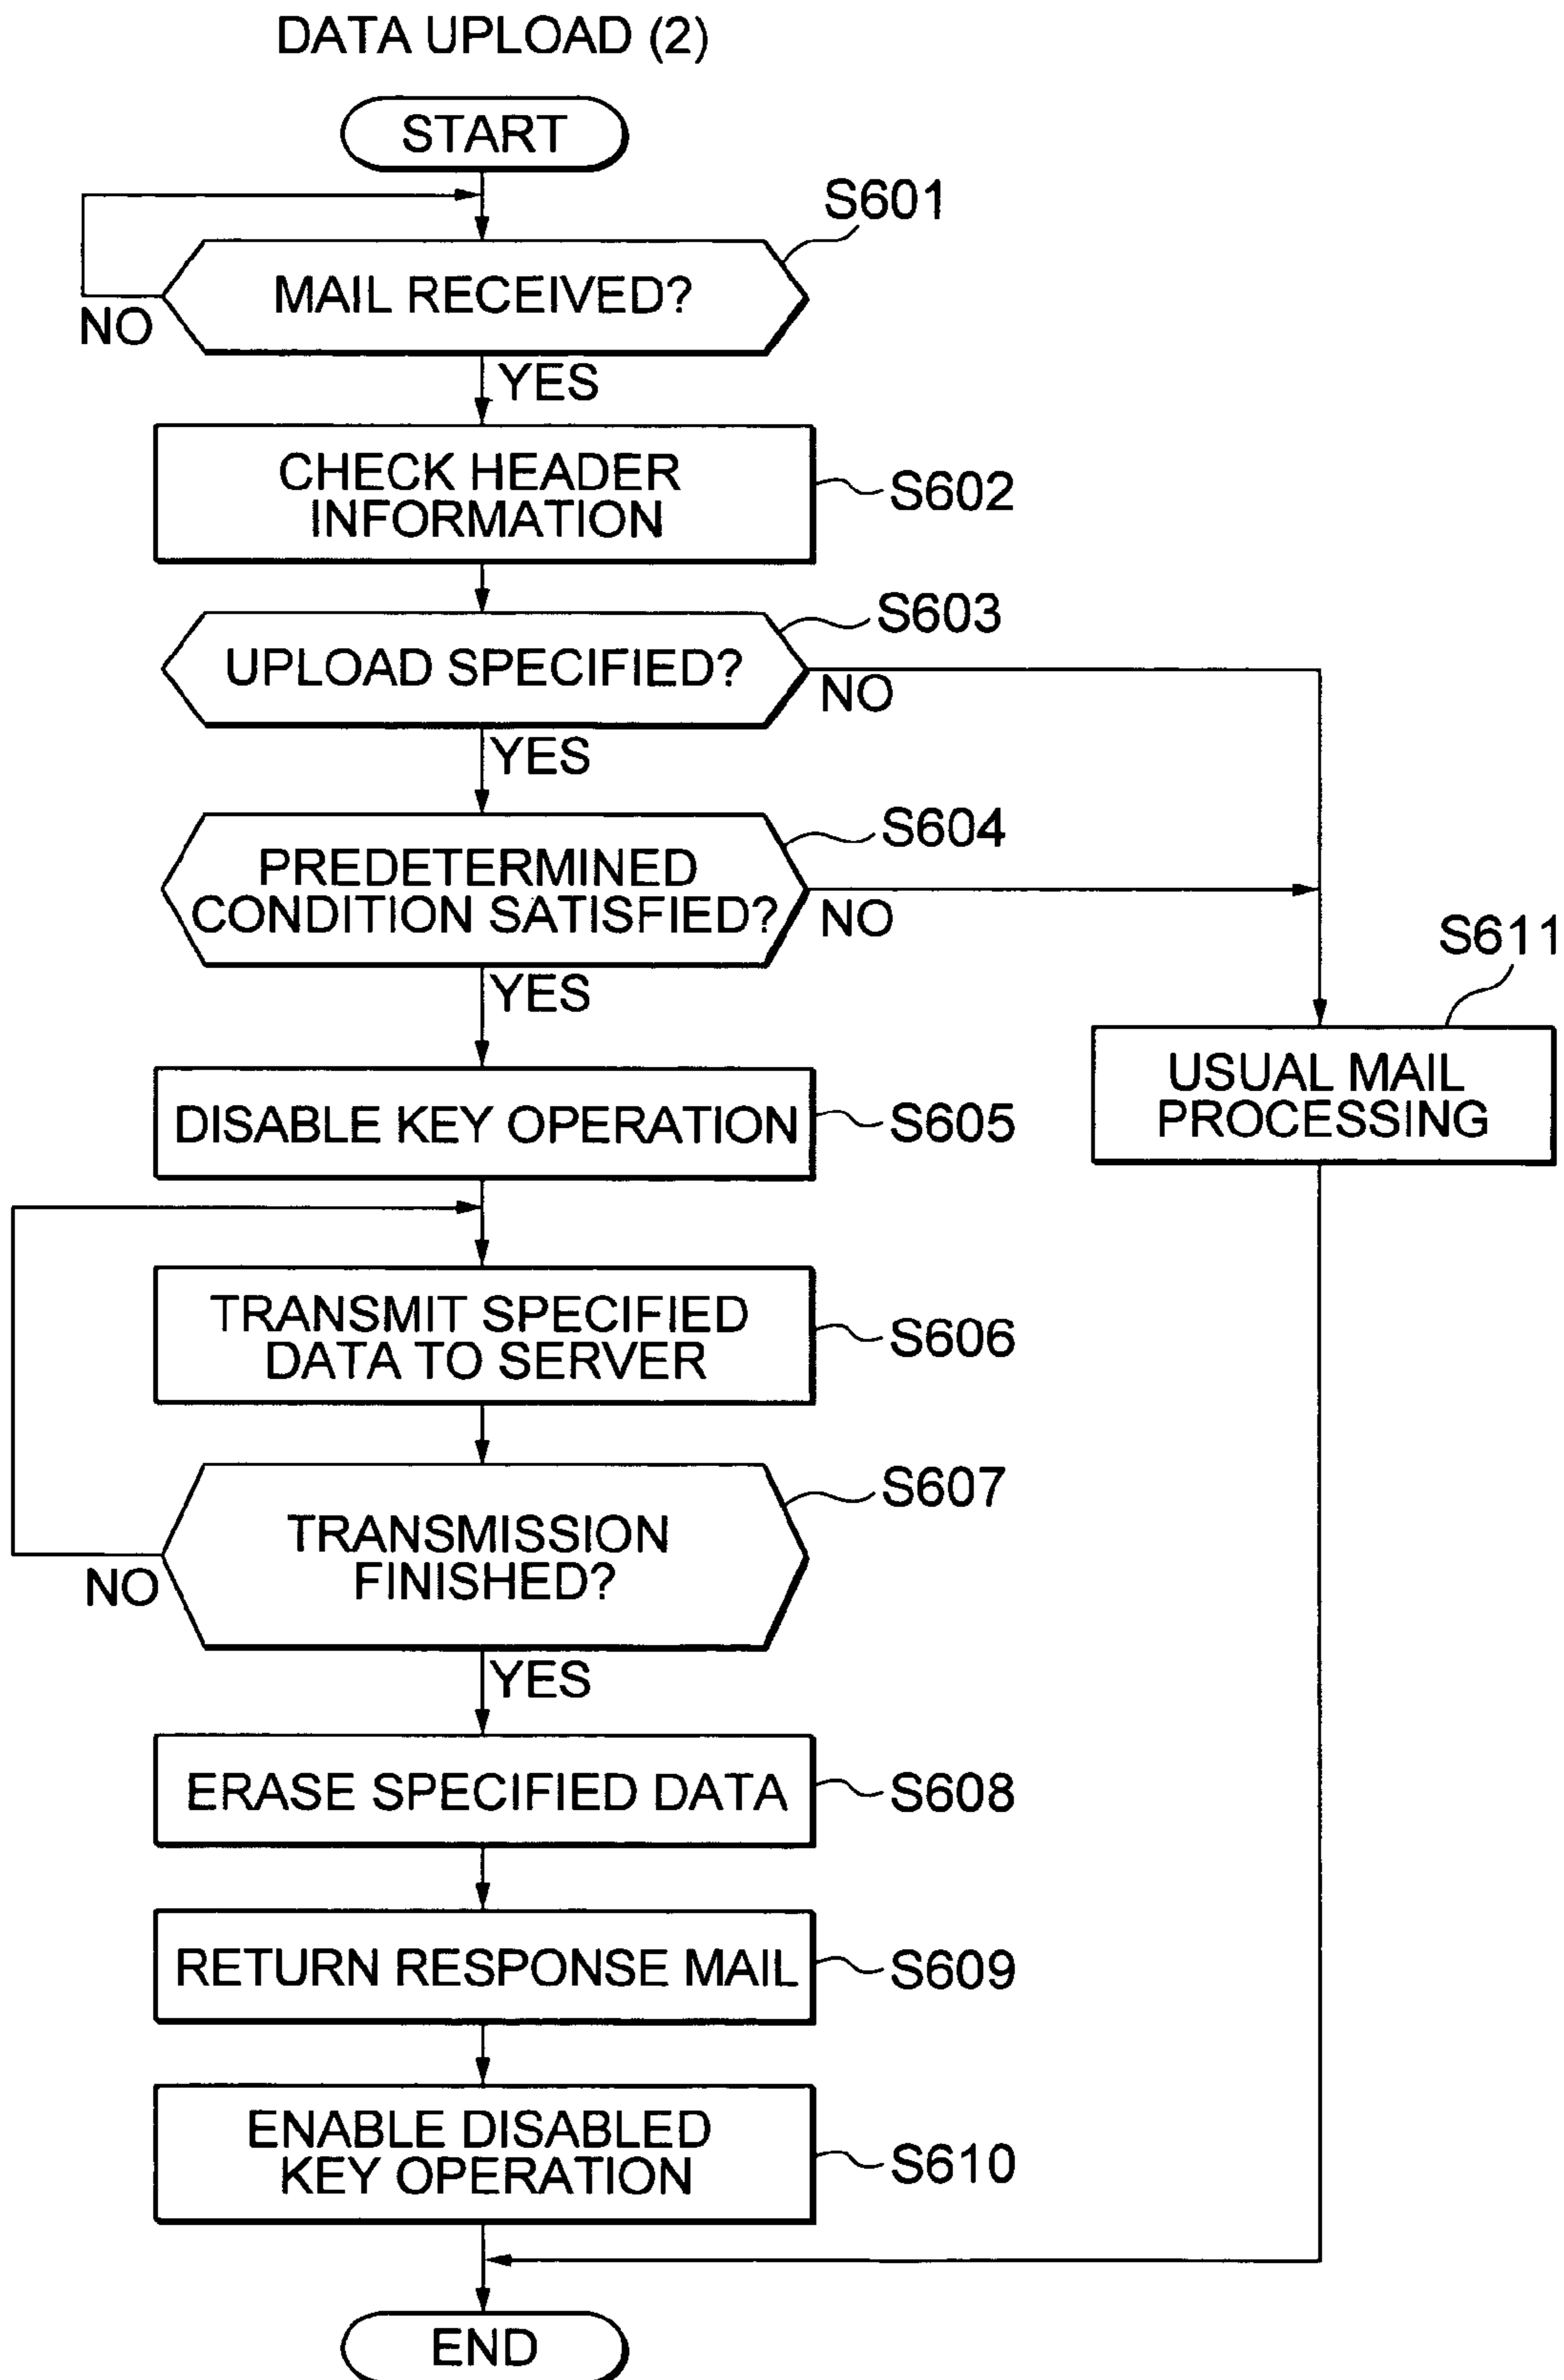 DATA UPLOAD (2)
START
S601
MAIL RECEIVED?
NO
YES
CHECK HEADER
INFORMATION
S602
S603
UPLOAD SPECIFIED?
NO
YES
S604
PREDETERMINED
CONDITION SATISFIED?
NO
YES
S611
USUAL MAIL
PROCESSING
DISABLE KEY OPERATION
S605
TRANSMIT SPECIFIED
DATA TO SERVER
S606
S607
TRANSMISSION
FINISHED?
NO
YES
ERASE SPECIFIED DATA
S608
RETURN RESPONSE MAIL
S609
ENABLE DISABLED
KEY OPERATION
S610
END